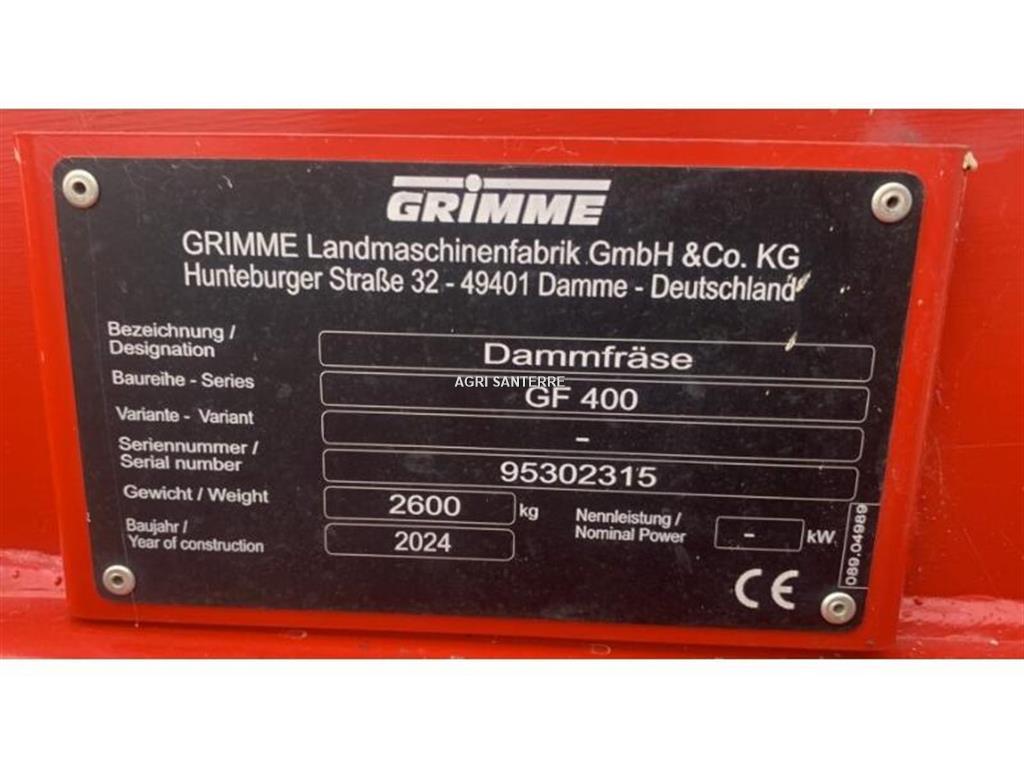 GRIMME
GRIMME Landmaschinenfabrik GmbH &Co. KG
Hunteburger Straße 32 - 49401 Damme - Deutschland
Bezeichnung /
Designation
Dammfräse
Baureihe - Series
AGRI SANTERRE
GF 400
Variante - Variant
-
Seriennummer /
Serial number
95302315
Gewicht / Weight
2600 kg
Nennleistung /
Nominal Power
- kW
Baujahr /
Year of construction
2024
CE
089.04989